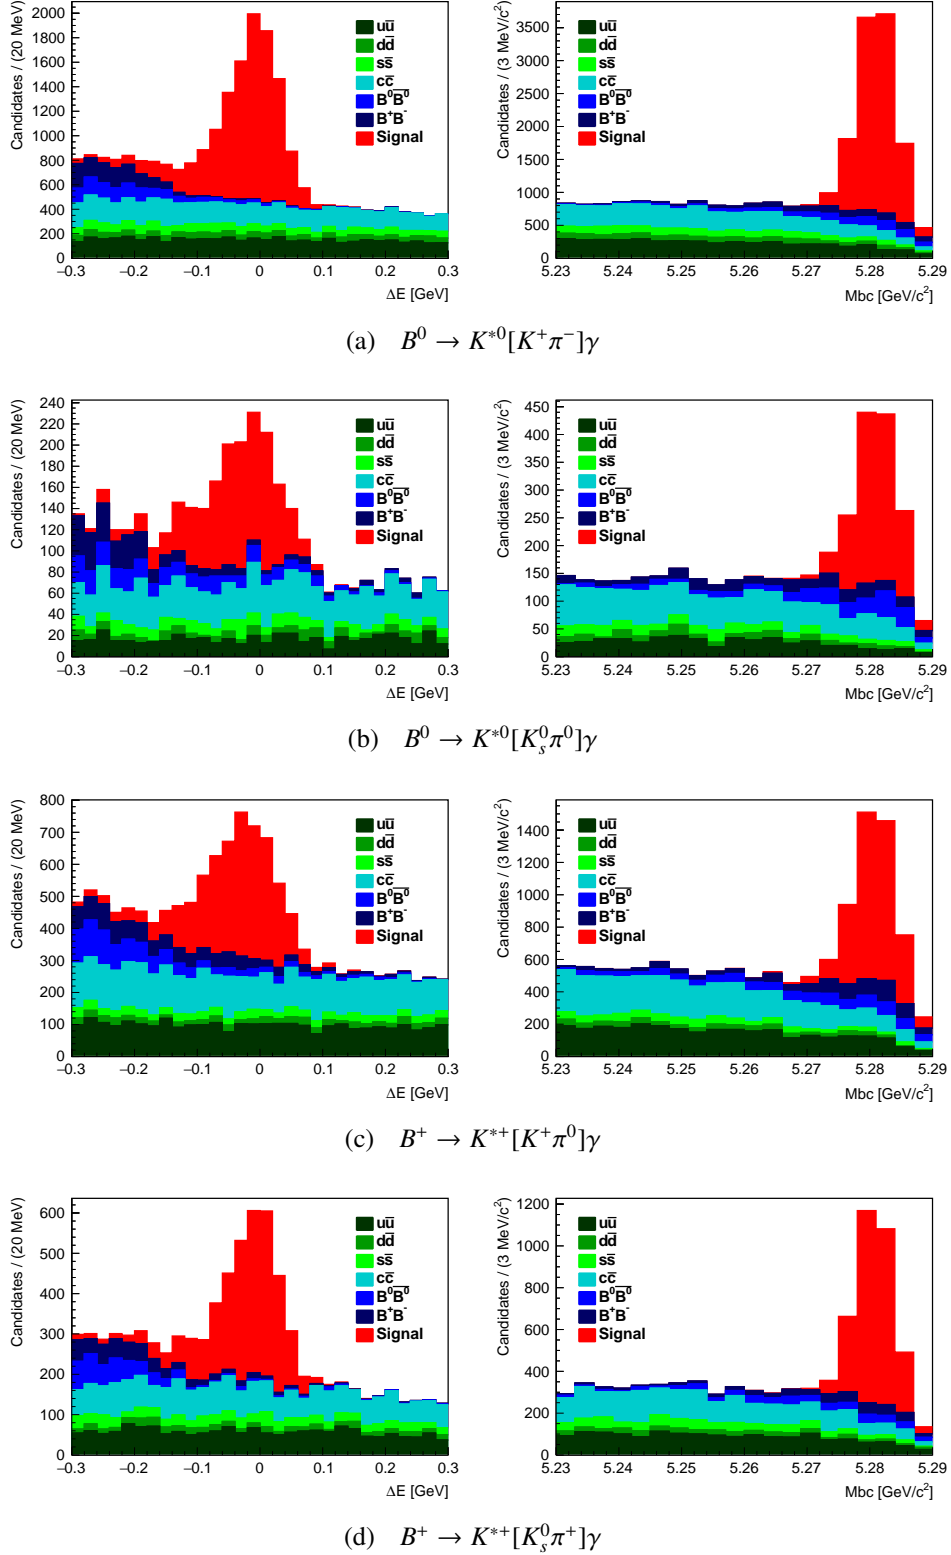 Candidates / (20 MeV)
2000
1800
1600
1400
1200
1000
800
600
400
200
0
−0.3 −0.2 −0.1 0 0.1 0.2 0.3
ΔE [GeV]
uū
dd̄
ss̄
cc̄
B⁰B̄⁰
B⁺B⁻
Signal
Candidates / (3 MeV/c²)
3500
3000
2500
2000
1500
1000
500
0
5.23 5.24 5.25 5.26 5.27 5.28 5.29
Mbc [GeV/c²]
uū
dd̄
ss̄
cc̄
B⁰B̄⁰
B⁺B⁻
Signal
(a) B⁰ → K*⁰[K⁺π⁻]γ
Candidates / (20 MeV)
240
220
200
180
160
140
120
100
80
60
40
20
0
−0.3 −0.2 −0.1 0 0.1 0.2 0.3
ΔE [GeV]
uū
dd̄
ss̄
cc̄
B⁰B̄⁰
B⁺B⁻
Signal
Candidates / (3 MeV/c²)
450
400
350
300
250
200
150
100
50
0
5.23 5.24 5.25 5.26 5.27 5.28 5.29
Mbc [GeV/c²]
uū
dd̄
ss̄
cc̄
B⁰B̄⁰
B⁺B⁻
Signal
(b) B⁰ → K*⁰[Kₛ⁰π⁰]γ
Candidates / (20 MeV)
800
700
600
500
400
300
200
100
0
−0.3 −0.2 −0.1 0 0.1 0.2 0.3
ΔE [GeV]
uū
dd̄
ss̄
cc̄
B⁰B̄⁰
B⁺B⁻
Signal
Candidates / (3 MeV/c²)
1400
1200
1000
800
600
400
200
0
5.23 5.24 5.25 5.26 5.27 5.28 5.29
Mbc [GeV/c²]
uū
dd̄
ss̄
cc̄
B⁰B̄⁰
B⁺B⁻
Signal
(c) B⁺ → K*⁺[K⁺π⁰]γ
Candidates / (20 MeV)
600
500
400
300
200
100
0
−0.3 −0.2 −0.1 0 0.1 0.2 0.3
ΔE [GeV]
uū
dd̄
ss̄
cc̄
B⁰B̄⁰
B⁺B⁻
Signal
Candidates / (3 MeV/c²)
1200
1000
800
600
400
200
0
5.23 5.24 5.25 5.26 5.27 5.28 5.29
Mbc [GeV/c²]
uū
dd̄
ss̄
cc̄
B⁰B̄⁰
B⁺B⁻
Signal
(d) B⁺ → K*⁺[Kₛ⁰π⁺]γ